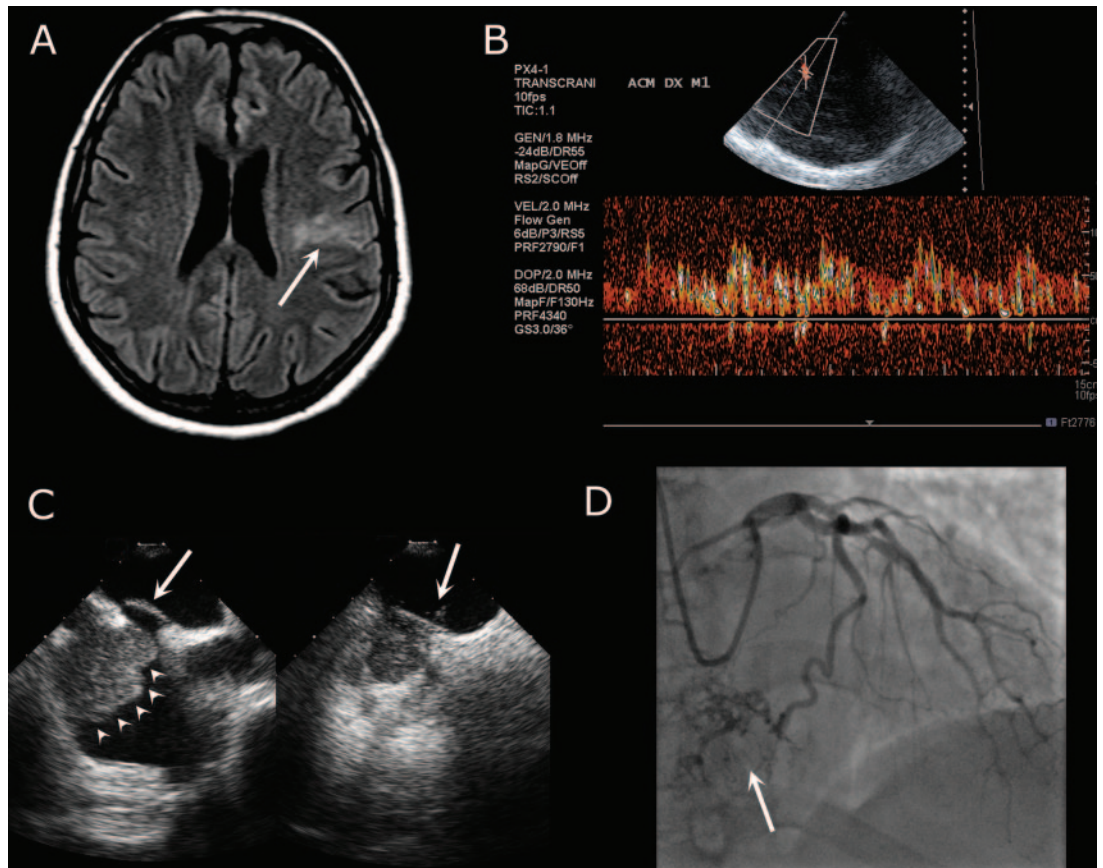 A
B
PX4-1
TRANSCRANI
10fps
TIC:1.1
ACM DX M1
GEN/1.8 MHz
-24dB/DR55
MapG/VEOff
RS2/SCOff
VEL/2.0 MHz
Flow Gen
6dB/P3/RS5
PRF2790/F1
DOP/2.0 MHz
68dB/DR50
MapF/F130Hz
PRF4340
GS3.0/36°
15cm
10fps
1 Ft2776
C
D